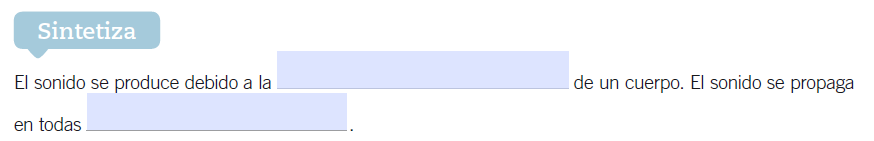 Sintetiza
El sonido se produce debido a la de un cuerpo. El sonido se propaga
en todas .